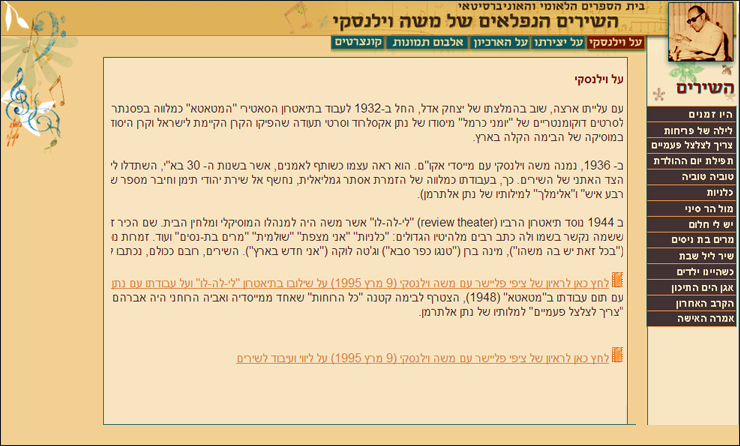 בית הספרים הלאומי והאוניברסיטאי
השירים הנפלאים של משה וילנסקי
על וילנסקי
על יצירתו
על הארכיון
אלבום תמונות
קונצרטים
השירים
היו זמנים
לילה של פריחות
צריך לצלצל פעמיים
תפילת יום ההולדת
טוביה טוביה
כלניות
מול הר סיני
יש לי חלום
מרים בת ניסים
שיר ליל שבת
כשהיינו ילדים
אגן הים התיכון
הקרב האחרון
אמרה האישה
על וילנסקי
עם עלייתו ארצה, שוב בהמלצתו של יצחק אדל, החל ב-1932 לעבוד בתיאטרון הסאטירי "המטאטא" כמלווה בפסנתר
לסרטים דוקומנטריים של "יומני כרמל" מיסודו של נתן אקסלרוד וסרטי תעודה שהפיקו הקרן הקיימת לישראל וקרן היסוד
במוסיקה של הבימה הקלה בארץ.
ב- 1936, נמנה משה וילנסקי עם מייסדי אקו"ם. הוא ראה עצמו כשותף לאמנים, אשר בשנות ה- 30 בא"י, השתדלו לי
הצד האתני של השירים. כך, בעבודתו כמלווה של הזמרת אסתר גמליאלית, נחשף אל שירת יהודי תימן וחיבר מספר ש
רבע איש" ו"אלימלך" למילותיו של נתן אלתרמן).
ב 1944 נוסד תיאטרון הרביו (review theater) "לי-לה-לו" אשר משה היה למנהלו המוסיקלי ומלחין הבית. שם הכיר ז
ששמה נקשר בשמו ולה כתב רבים מלהיטיו הגדולים: "כלניות" "אני מצפת" "שולמית" "מרים בת-נסים" ועוד. זמרות נוס
("בכל זאת יש בה משהו"), מינה ברן ("טנגו כפר סבא") וג'טה לוקה ("אני חדש בארץ"). השירים, רובם ככולם, נכתבו ל
לחץ כאן לראיון של ציפי פליישר עם משה וילנסקי (9 מרץ 1995) על שילובו בתיאטרון "לי-לה-לו" ועל עבודתו עם נתן
עם תום עבודתו ב"מטאטא" (1948), הצטרף לבימה קטנה "כל הרוחות" שאחד ממייסדיה ואביה הרוחני היה אברהם
"צריך לצלצל פעמיים" למלותיו של נתן אלתרמן.
לחץ כאן לראיון של ציפי פליישר עם משה וילנסקי (9 מרץ 1995) על ליווי ועיבוד לשירים